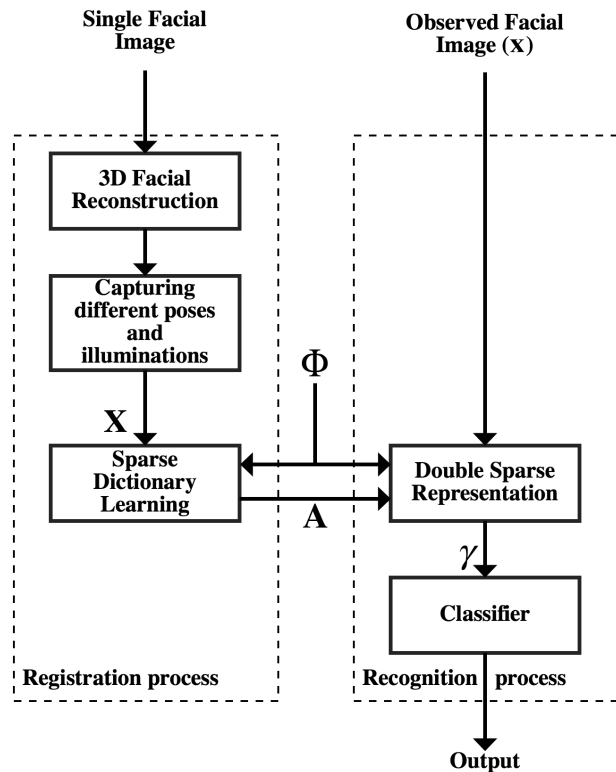 Single Facial
Image
Observed Facial
Image (x)
3D Facial
Reconstruction
Capturing
different poses
and
illuminations
Φ
X
Sparse
Dictionary
Learning
Double Sparse
Representation
A
γ
Classifier
Registration process
Recognition process
Output